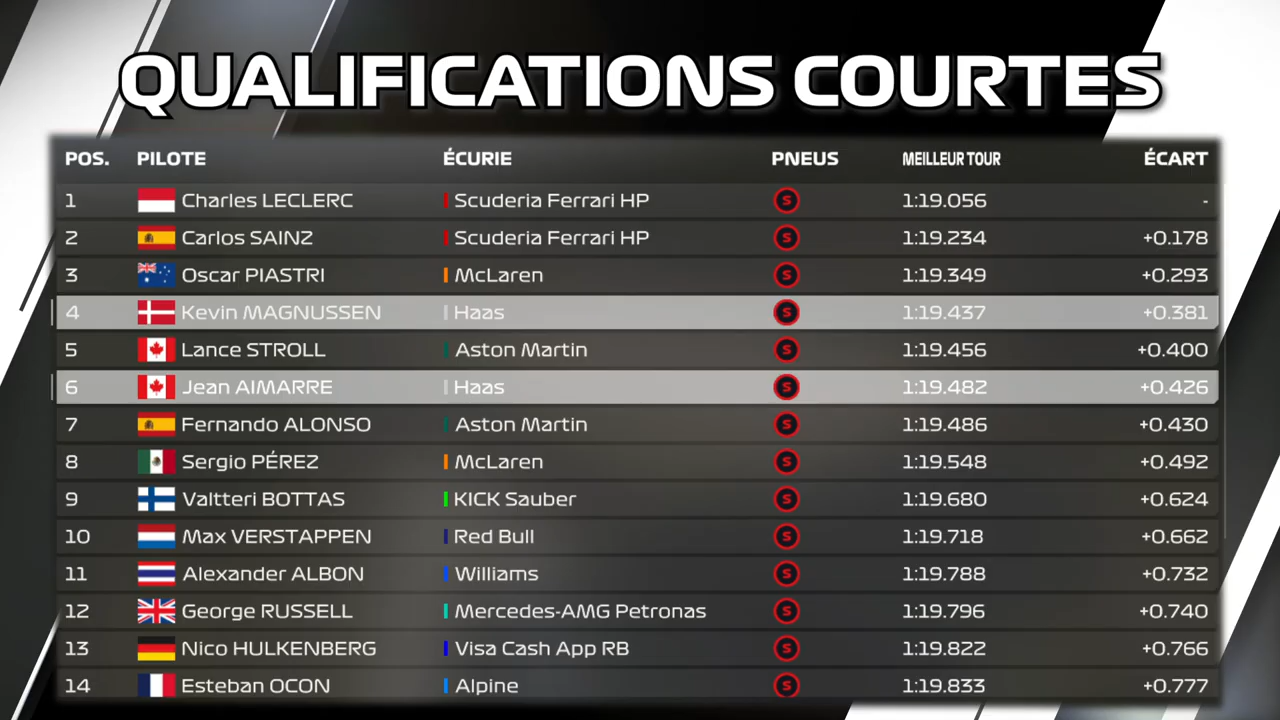 QUALIFICATIONS COURTES
POS. PILOTE ÉCURIE PNEUS MEILLEUR TOUR ÉCART
1 Charles LECLERC Scuderia Ferrari HP S 1:19.056 -
2 Carlos SAINZ Scuderia Ferrari HP S 1:19.234 +0.178
3 Oscar PIASTRI McLaren S 1:19.349 +0.293
4 Kevin MAGNUSSEN Haas S 1:19.437 +0.381
5 Lance STROLL Aston Martin S 1:19.456 +0.400
6 Jean AIMARRE Haas S 1:19.482 +0.426
7 Fernando ALONSO Aston Martin S 1:19.486 +0.430
8 Sergio PÉREZ McLaren S 1:19.548 +0.492
9 Valtteri BOTTAS KICK Sauber S 1:19.680 +0.624
10 Max VERSTAPPEN Red Bull S 1:19.718 +0.662
11 Alexander ALBON Williams S 1:19.788 +0.732
12 George RUSSELL Mercedes-AMG Petronas S 1:19.796 +0.740
13 Nico HULKENBERG Visa Cash App RB S 1:19.822 +0.766
14 Esteban OCON Alpine S 1:19.833 +0.777